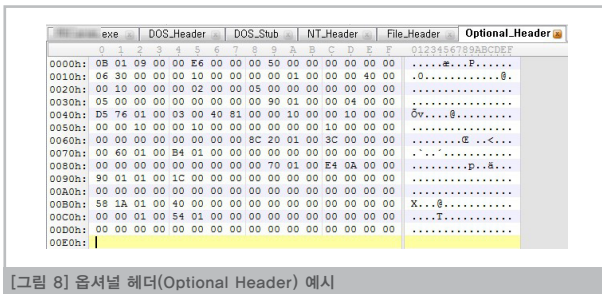 exe DOS_Header DOS_Stub NT_Header File_Header Optional_Header
0 1 2 3 4 5 6 7 8 9 A B C D E F 0123456789ABCDEF
0000h: 0B 01 09 00 00 E6 00 00 00 50 00 00 00 00 00 00 .....æ...P......
0010h: 06 30 00 00 00 10 00 00 00 00 01 00 00 00 40 00 .0............@.
0020h: 00 10 00 00 00 02 00 00 05 00 00 00 00 00 00 00 ................
0030h: 05 00 00 00 00 00 00 00 00 90 01 00 00 04 00 00 ................
0040h: D5 76 01 00 03 00 40 81 00 00 10 00 00 10 00 00 Õv....@.........
0050h: 00 00 10 00 00 10 00 00 00 00 00 00 10 00 00 00 ................
0060h: 00 00 00 00 00 00 00 00 8C 20 01 00 3C 00 00 00 ........Œ ..<...
0070h: 00 60 01 00 B4 01 00 00 00 00 00 00 00 00 00 00 .`..´...........
0080h: 00 00 00 00 00 00 00 00 00 70 01 00 E4 0A 00 00 .........p..ä...
0090h: 90 01 01 00 1C 00 00 00 00 00 00 00 00 00 00 00 ................
00A0h: 00 00 00 00 00 00 00 00 00 00 00 00 00 00 00 00 ................
00B0h: 58 1A 01 00 40 00 00 00 00 00 00 00 00 00 00 00 X...@...........
00C0h: 00 00 01 00 54 01 00 00 00 00 00 00 00 00 00 00 ....T...........
00D0h: 00 00 00 00 00 00 00 00 00 00 00 00 00 00 00 00 ................
00E0h:
[그림 8] 옵셔널 헤더(Optional Header) 예시